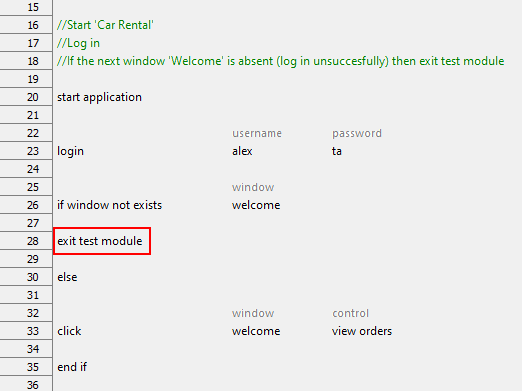 15
16 //Start 'Car Rental'
17 //Log in
18 //If the next window 'Welcome' is absent (log in unsuccesfully) then exit test module
19
20 start application
21
22 username password
23 login alex ta
24
25 window
26 if window not exists welcome
27
28 exit test module
29
30 else
31
32 window control
33 click welcome view orders
34
35 end if
36